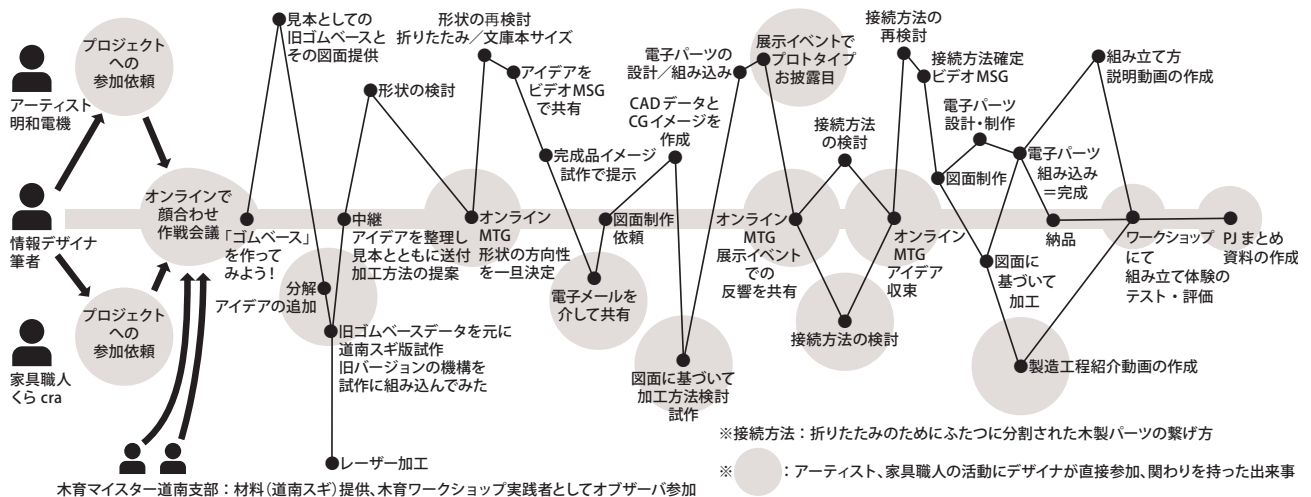 プロジェクト
への
参加依頼
アーティスト
明和電機
情報デザイナ
筆者
プロジェクト
への
参加依頼
家具職人
くら cra
オンラインで
顔合わせ
作戦会議
「ゴムベース」
を作って
みよう！
見本としての
旧ゴムベースと
その図面提供
分解
アイデアの追加
旧ゴムベースデータを元に
道南スギ版試作
旧バージョンの機構を
試作に組み込んでみた
レーザー加工
中継
アイデアを整理し
見本とともに送付
加工方法の提案
形状の検討
オンライン
MTG
形状の方向性
を一旦決定
形状の再検討
折りたたみ／文庫本サイズ
アイデアを
ビデオMSG
で共有
完成品イメージ
試作で提示
電子メールを
介して共有
図面制作
依頼
CADデータと
CGイメージを
作成
図面に基づいて
加工方法検討
試作
電子パーツの
設計／組み込み
展示イベントで
プロトタイプ
お披露目
オンライン
MTG
展示イベント
での
反響を共有
接続方法
の検討
接続方法の検討
オンライン
MTG
アイデア
収束
接続方法の
再検討
接続方法確定
ビデオMSG
図面制作
電子パーツ
設計・制作
電子パーツ
組み込み
＝完成
図面に
基づいて
加工
製造工程紹介動画の作成
納品
組み立て方
説明動画の作成
ワークショップ
にて
組み立て体験の
テスト・評価
PJまとめ
資料の作成
※接続方法：折りたたみのためにふたつに分割された木製パーツの繋げ方
※　：アーティスト、家具職人の活動にデザイナが直接参加、関わりを持った出来事
木育マイスター道南支部：材料（道南スギ）提供、木育ワークショップ実践者としてオブザーバ参加